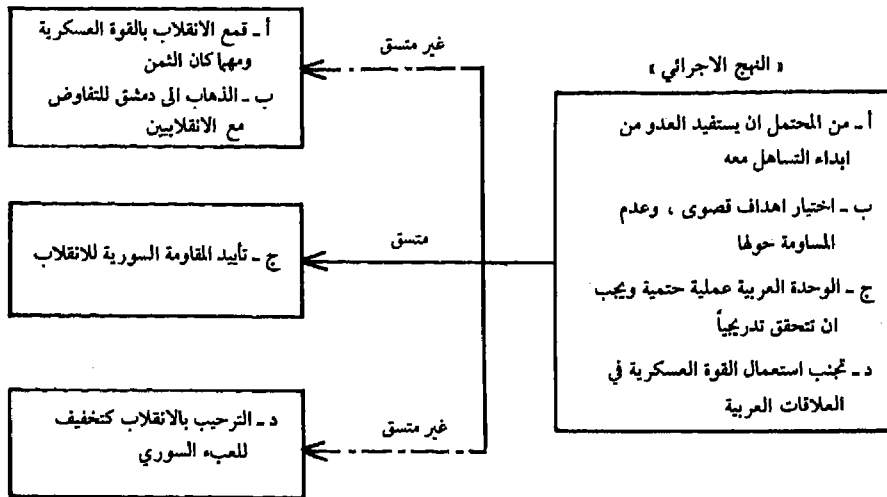 « النهج الاجرائي »
أ ـ من المحتمل ان يستفيد العدو من
ابداء التساهل معه
ب ـ اختيار اهداف قصوى ، وعدم
المساومة حولها
ج ـ الوحدة العربية عملية حتمية ويجب
ان تتحقق تدريجياً
د ـ تجنب استعمال القوة العسكرية في
العلاقات العربية
غير متسق
أ ـ قمع الانقلاب بالقوة العسكرية
ومهما كان الثمن
ب ـ الذهاب الى دمشق للتفاوض
مع الانقلابيين
متسق
ج ـ تأييد المقاومة السورية للانقلاب
غير متسق
د ـ الترحيب بالانقلاب كتخفيف
للعبء السوري